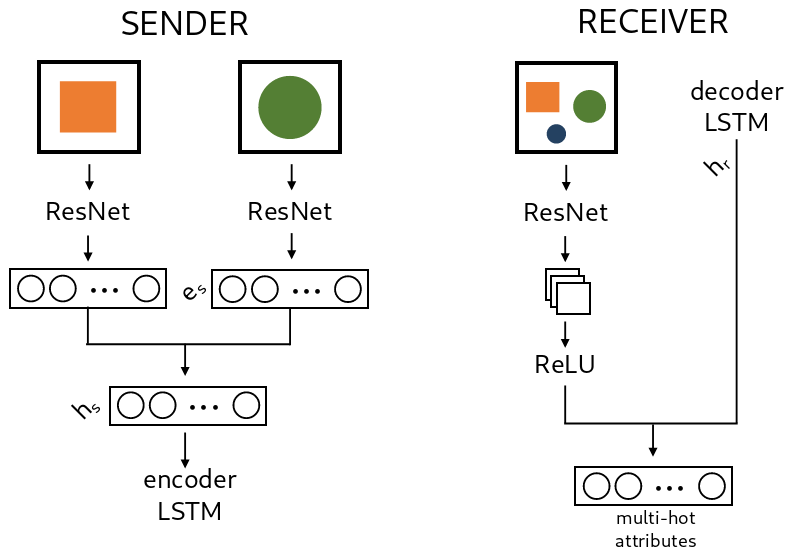 SENDER
ResNet
ResNet
e_s
h_s
encoder
LSTM
RECEIVER
decoder
LSTM
h_r
ResNet
ReLU
multi-hot
attributes